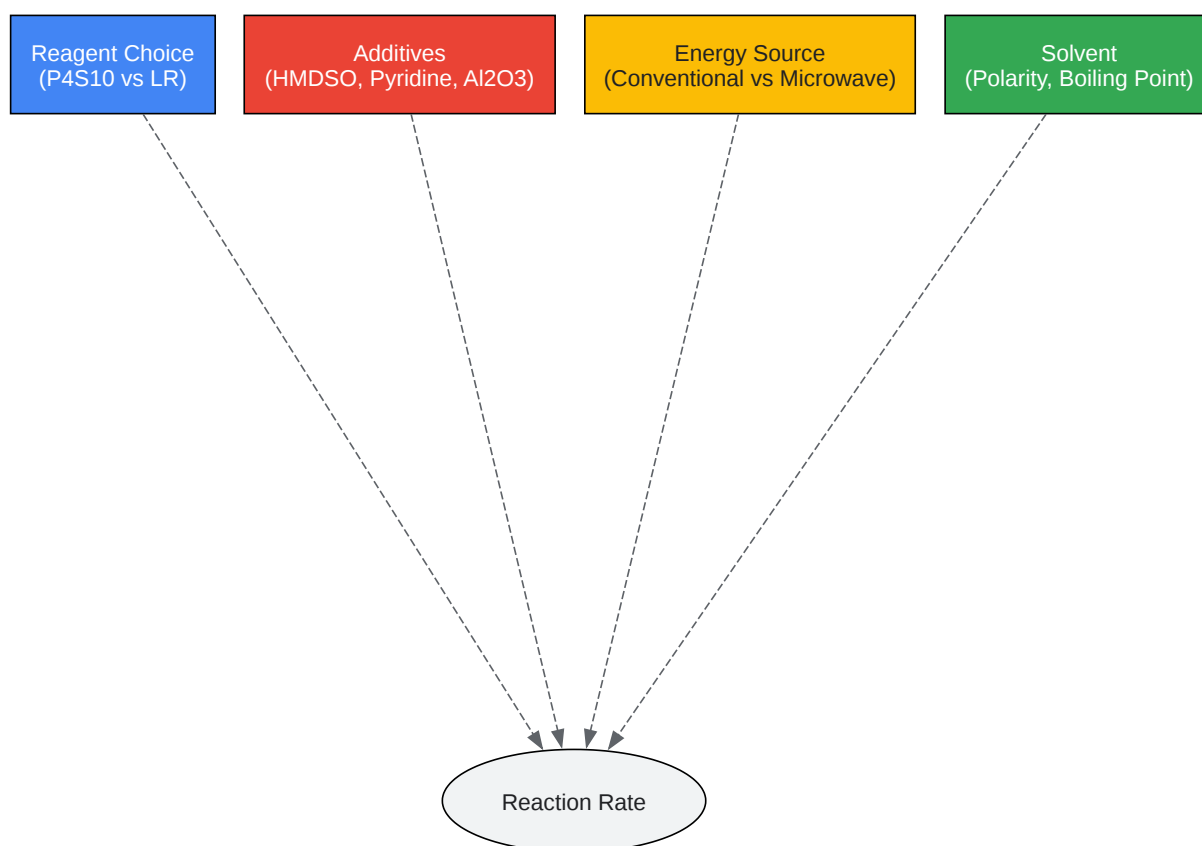 Reagent Choice
(P4S10 vs LR)
Additives
(HMDSO, Pyridine, Al2O3)
Energy Source
(Conventional vs Microwave)
Solvent
(Polarity, Boiling Point)
Reaction Rate